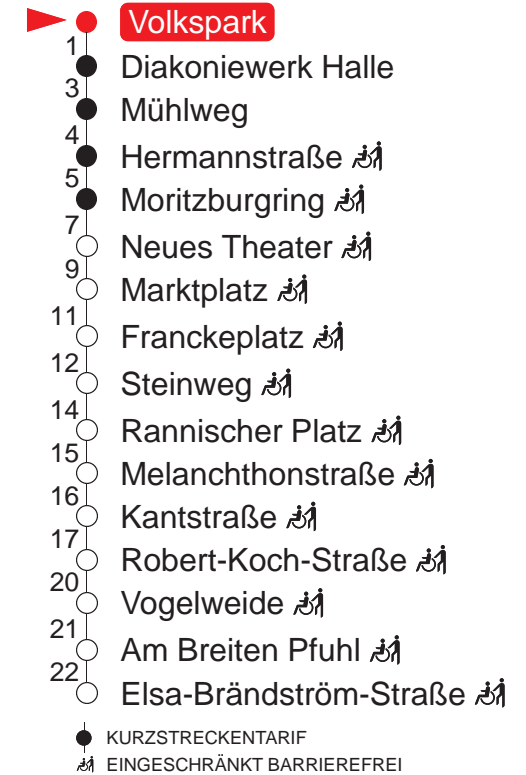 Volkspark
1
Diakoniewerk Halle
3
Mühlweg
4
Hermannstraße
5
Moritzburgring
7
Neues Theater
9
Marktplatz
11
Franckeplatz
12
Steinweg
14
Rannischer Platz
15
Melanchthonstraße
16
Kantstraße
17
Robert-Koch-Straße
20
Vogelweide
21
Am Breiten Pfuhl
22
Elsa-Brändström-Straße
KURZSTRECKENTARIF
EINGESCHRÄNKT BARRIEREFREI